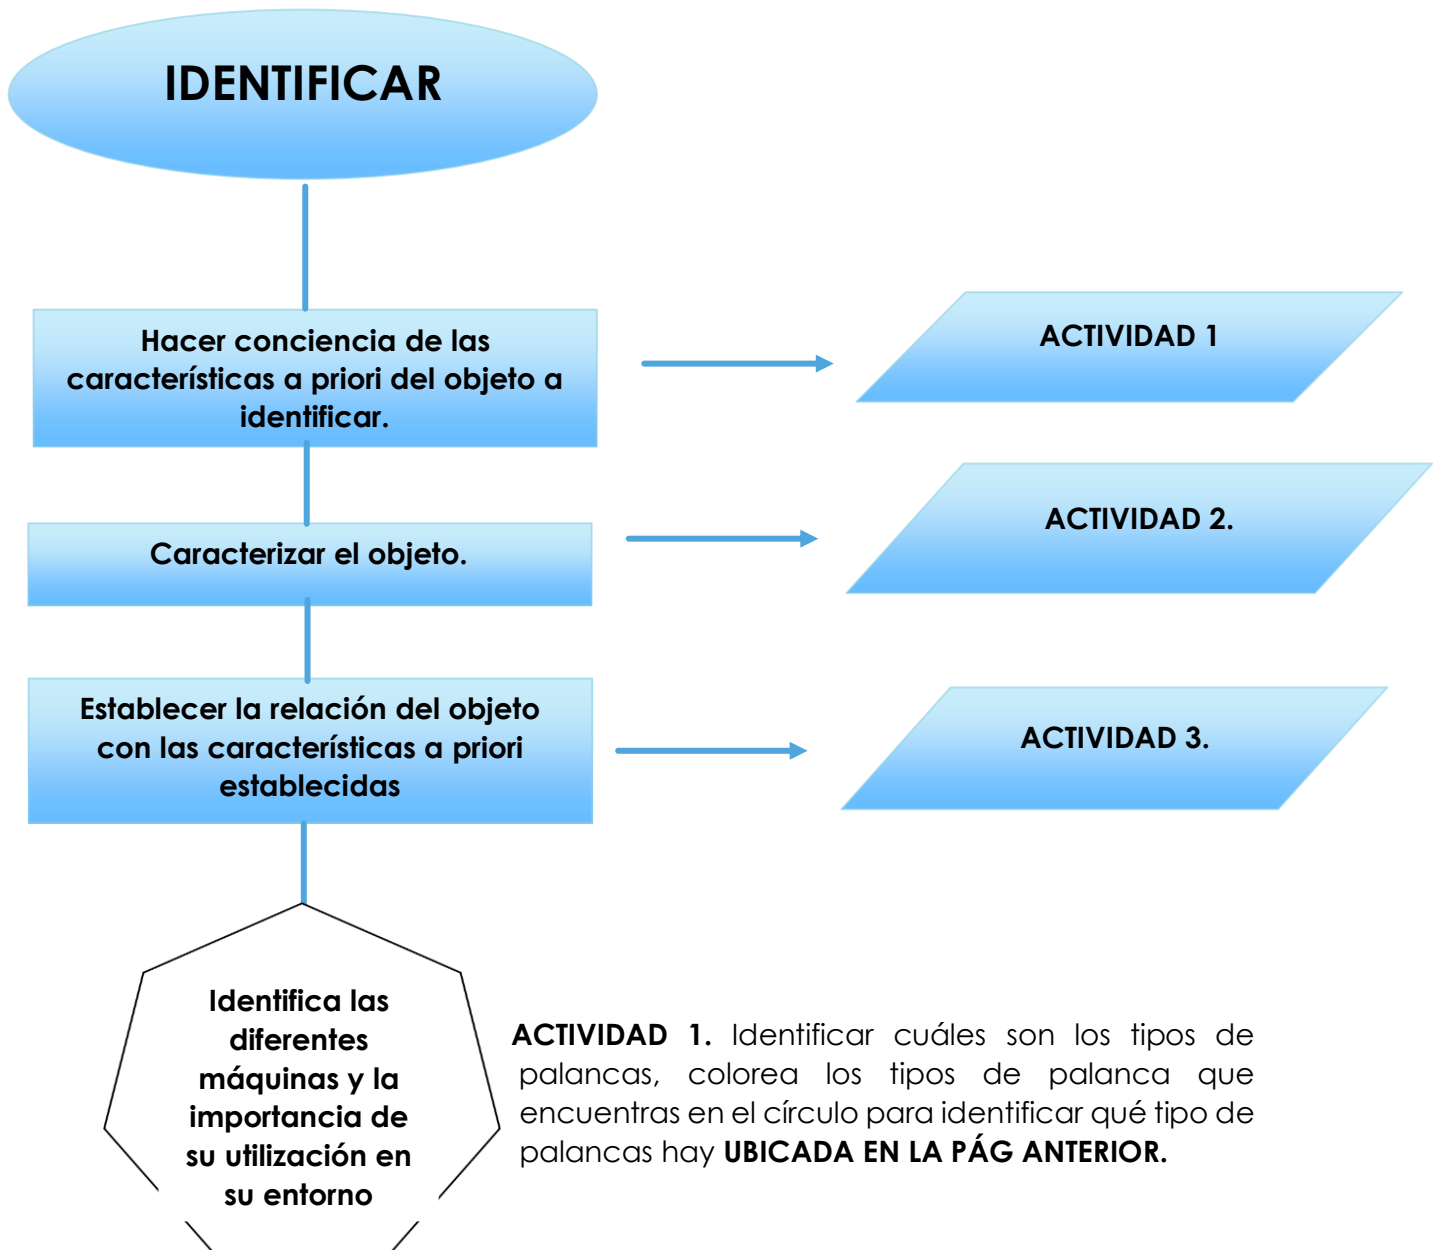 IDENTIFICAR
Hacer conciencia de las
características a priori del objeto a
identificar.
ACTIVIDAD 1
Caracterizar el objeto.
ACTIVIDAD 2.
Establecer la relación del objeto
con las características a priori
establecidas
ACTIVIDAD 3.
Identifica las
diferentes
máquinas y la
importancia de
su utilización en
su entorno
ACTIVIDAD 1. Identificar cuáles son los tipos de
palancas, colorea los tipos de palanca que
encuentras en el círculo para identificar qué tipo de
palancas hay UBICADA EN LA PÁG ANTERIOR.